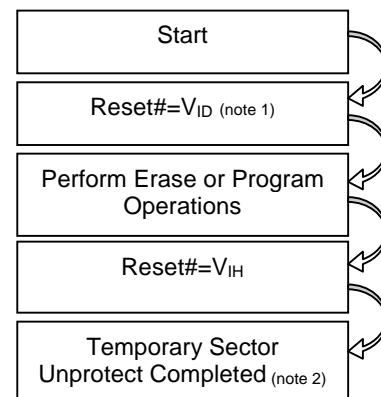 Start
Reset#=VID (note 1)
Perform Erase or Program
Operations
Reset#=VIH
Temporary Sector
Unprotect Completed (note 2)